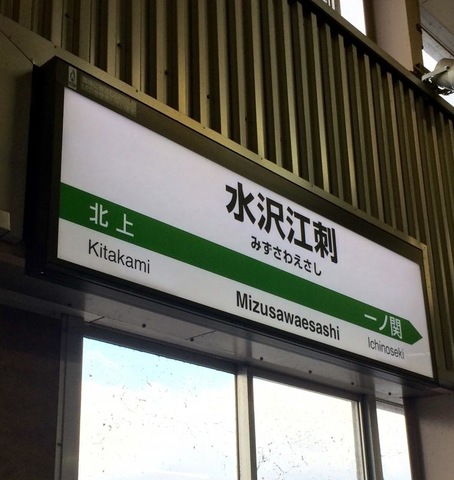 水沢江刺
みずさわえさし
北上
一ノ関
Kitakami
Mizusawaesashi
Ichinoseki